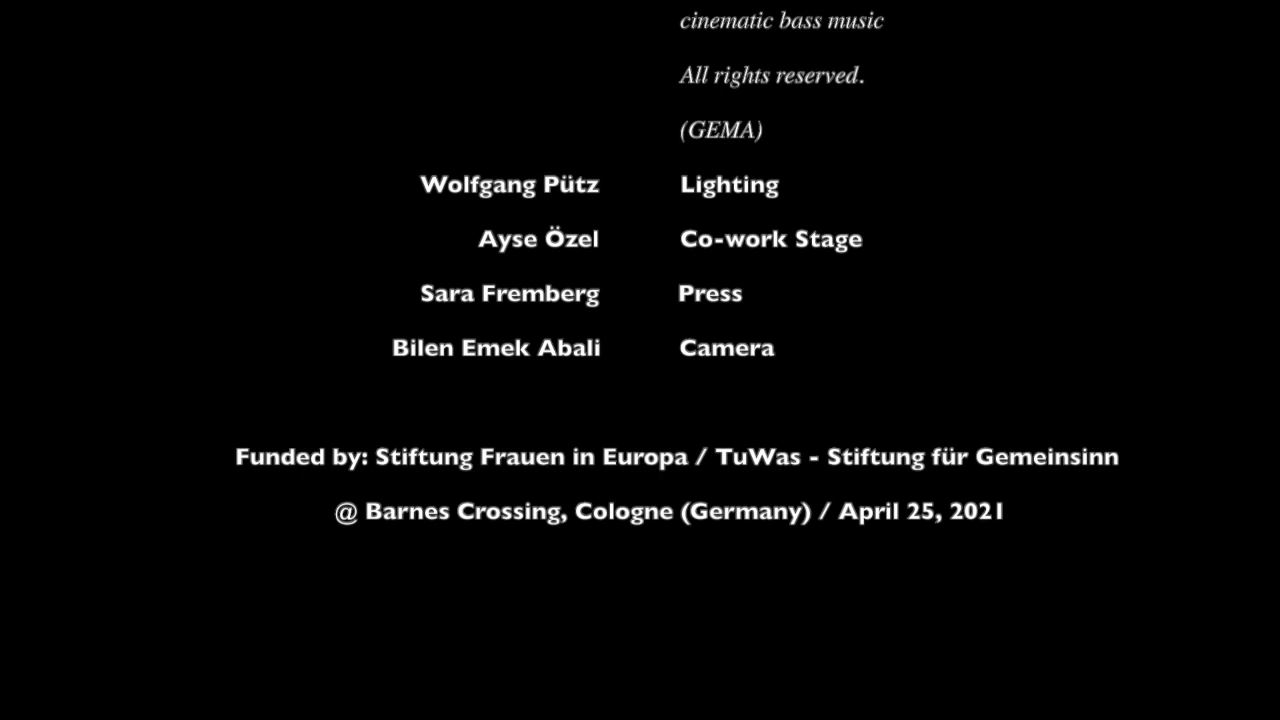 cinematic bass music
All rights reserved.
(GEMA)
Wolfgang Pütz Lighting
Ayse Özel Co-work Stage
Sara Fremberg Press
Bilen Emek Abali Camera
Funded by: Stiftung Frauen in Europa / TuWas - Stiftung für Gemeinsinn
@ Barnes Crossing, Cologne (Germany) / April 25, 2021